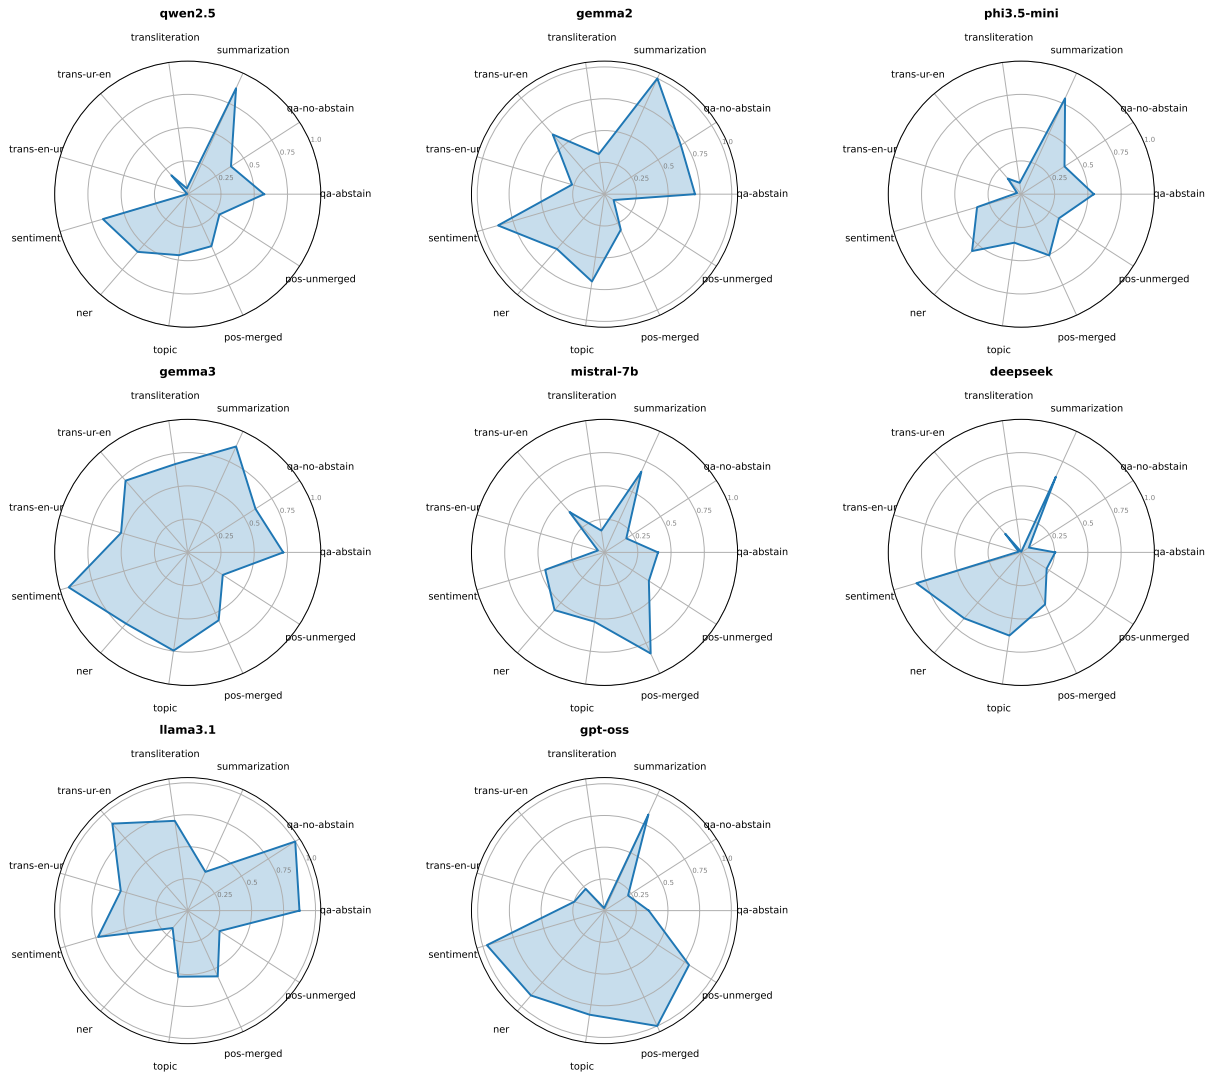 qwen2.5
transliteration
summarization
trans-ur-en
qa-no-abstain
1.0
0.75
0.5
0.25
trans-en-ur
qa-abstain
sentiment
pos-unmerged
ner
pos-merged
topic
gemma2
transliteration
summarization
trans-ur-en
qa-no-abstain
1.0
0.75
0.5
0.25
trans-en-ur
qa-abstain
sentiment
pos-unmerged
ner
pos-merged
topic
phi3.5-mini
transliteration
summarization
trans-ur-en
qa-no-abstain
1.0
0.75
0.5
0.25
trans-en-ur
qa-abstain
sentiment
pos-unmerged
ner
pos-merged
topic
gemma3
transliteration
summarization
trans-ur-en
qa-no-abstain
1.0
0.75
0.5
0.25
trans-en-ur
qa-abstain
sentiment
pos-unmerged
ner
pos-merged
topic
mistral-7b
transliteration
summarization
trans-ur-en
qa-no-abstain
1.0
0.75
0.5
0.25
trans-en-ur
qa-abstain
sentiment
pos-unmerged
ner
pos-merged
topic
deepseek
transliteration
summarization
trans-ur-en
qa-no-abstain
1.0
0.75
0.5
0.25
trans-en-ur
qa-abstain
sentiment
pos-unmerged
ner
pos-merged
topic
llama3.1
transliteration
summarization
trans-ur-en
qa-no-abstain
1.0
0.75
0.5
0.25
trans-en-ur
qa-abstain
sentiment
pos-unmerged
ner
pos-merged
topic
gpt-oss
transliteration
summarization
trans-ur-en
qa-no-abstain
1.0
0.75
0.5
0.25
trans-en-ur
qa-abstain
sentiment
pos-unmerged
ner
pos-merged
topic